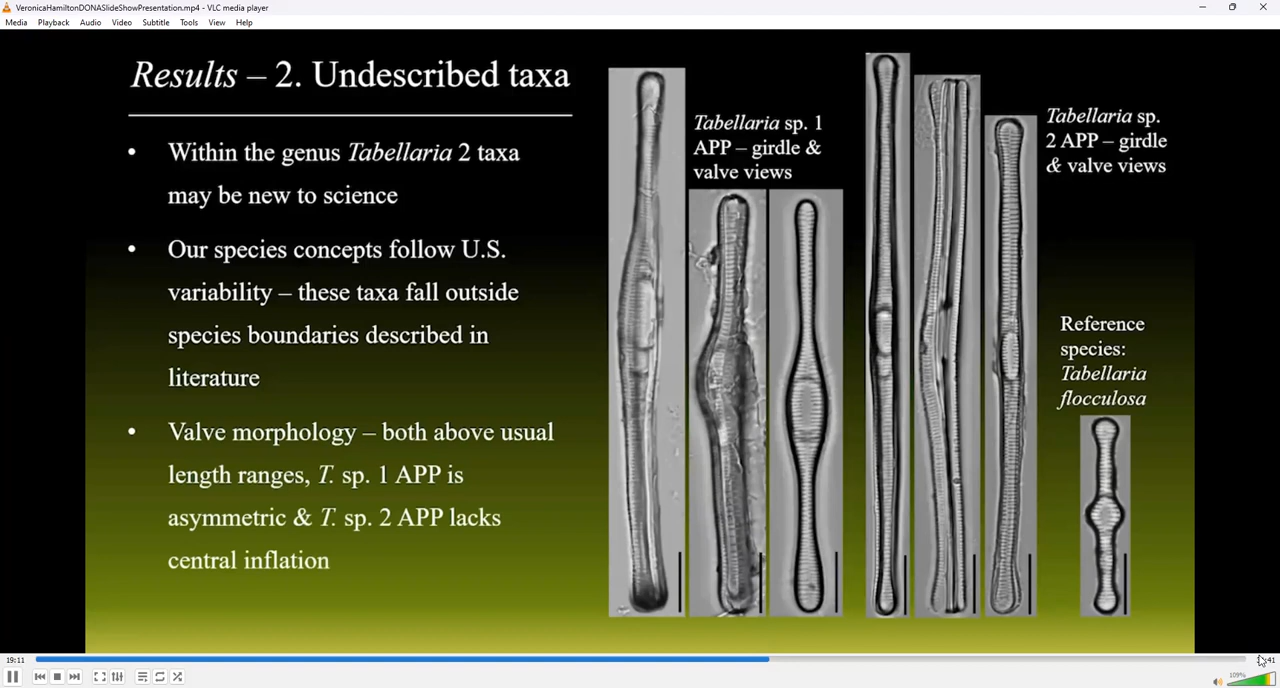 VeronicaHamiltonDONASlideShowPresentation.mp4 - VLC media player
Media Playback Audio Video Subtitle Tools View Help
Results – 2. Undescribed taxa
• Within the genus Tabellaria 2 taxa
may be new to science
• Our species concepts follow U.S.
variability – these taxa fall outside
species boundaries described in
literature
• Valve morphology – both above usual
length ranges, T. sp. 1 APP is
asymmetric & T. sp. 2 APP lacks
central inflation
Tabellaria sp. 1
APP – girdle &
valve views
Tabellaria sp.
2 APP – girdle
& valve views
Reference
species:
Tabellaria
flocculosa
19:11
109%